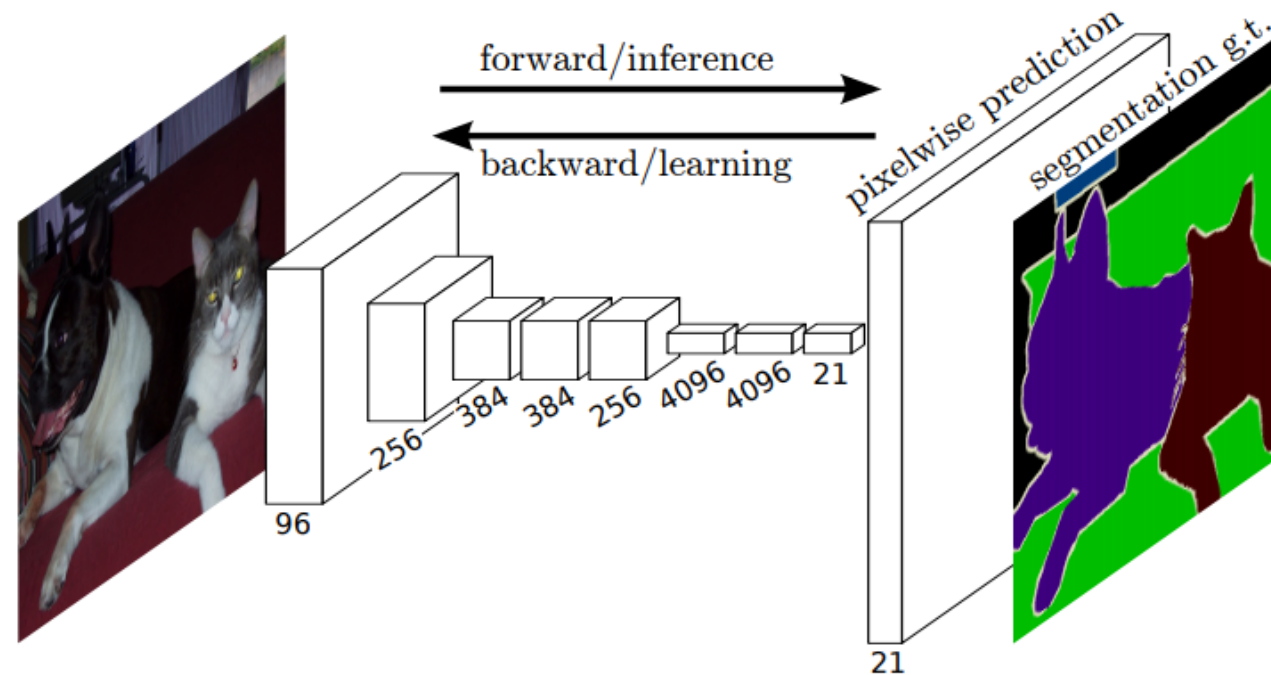 forward/inference
backward/learning
pixelwise prediction
segmentation g.t.
96
256
384
384
256
4096
4096
21
21